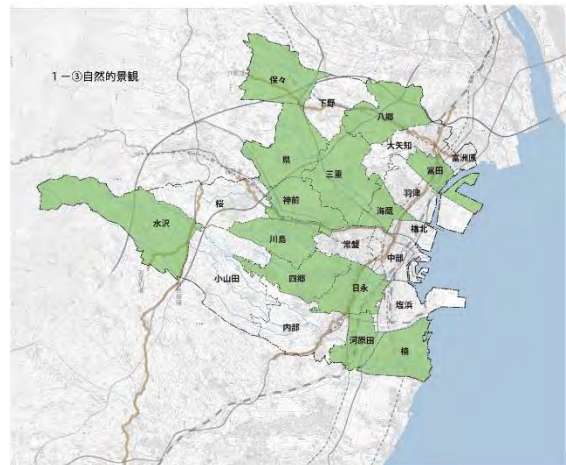 1－③自然的景観
保々
下野
八郷
大矢知
富洲原
県
三重
富田
羽津
神前
海蔵
桜
水沢
橋北
川島
常磐
中部
小山田
四郷
日永
塩浜
内部
河原田
楠